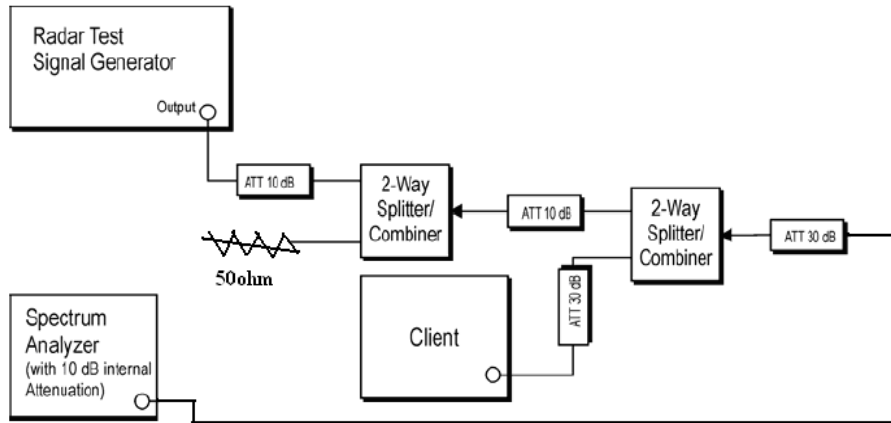 Radar Test
Signal Generator
Output
ATT 10 dB
2-Way
Splitter/
Combiner
ATT 10 dB
2-Way
Splitter/
Combiner
ATT 30 dB
50ohm
ATT 30 dB
Client
Spectrum
Analyzer
(with 10 dB internal
Attenuation)